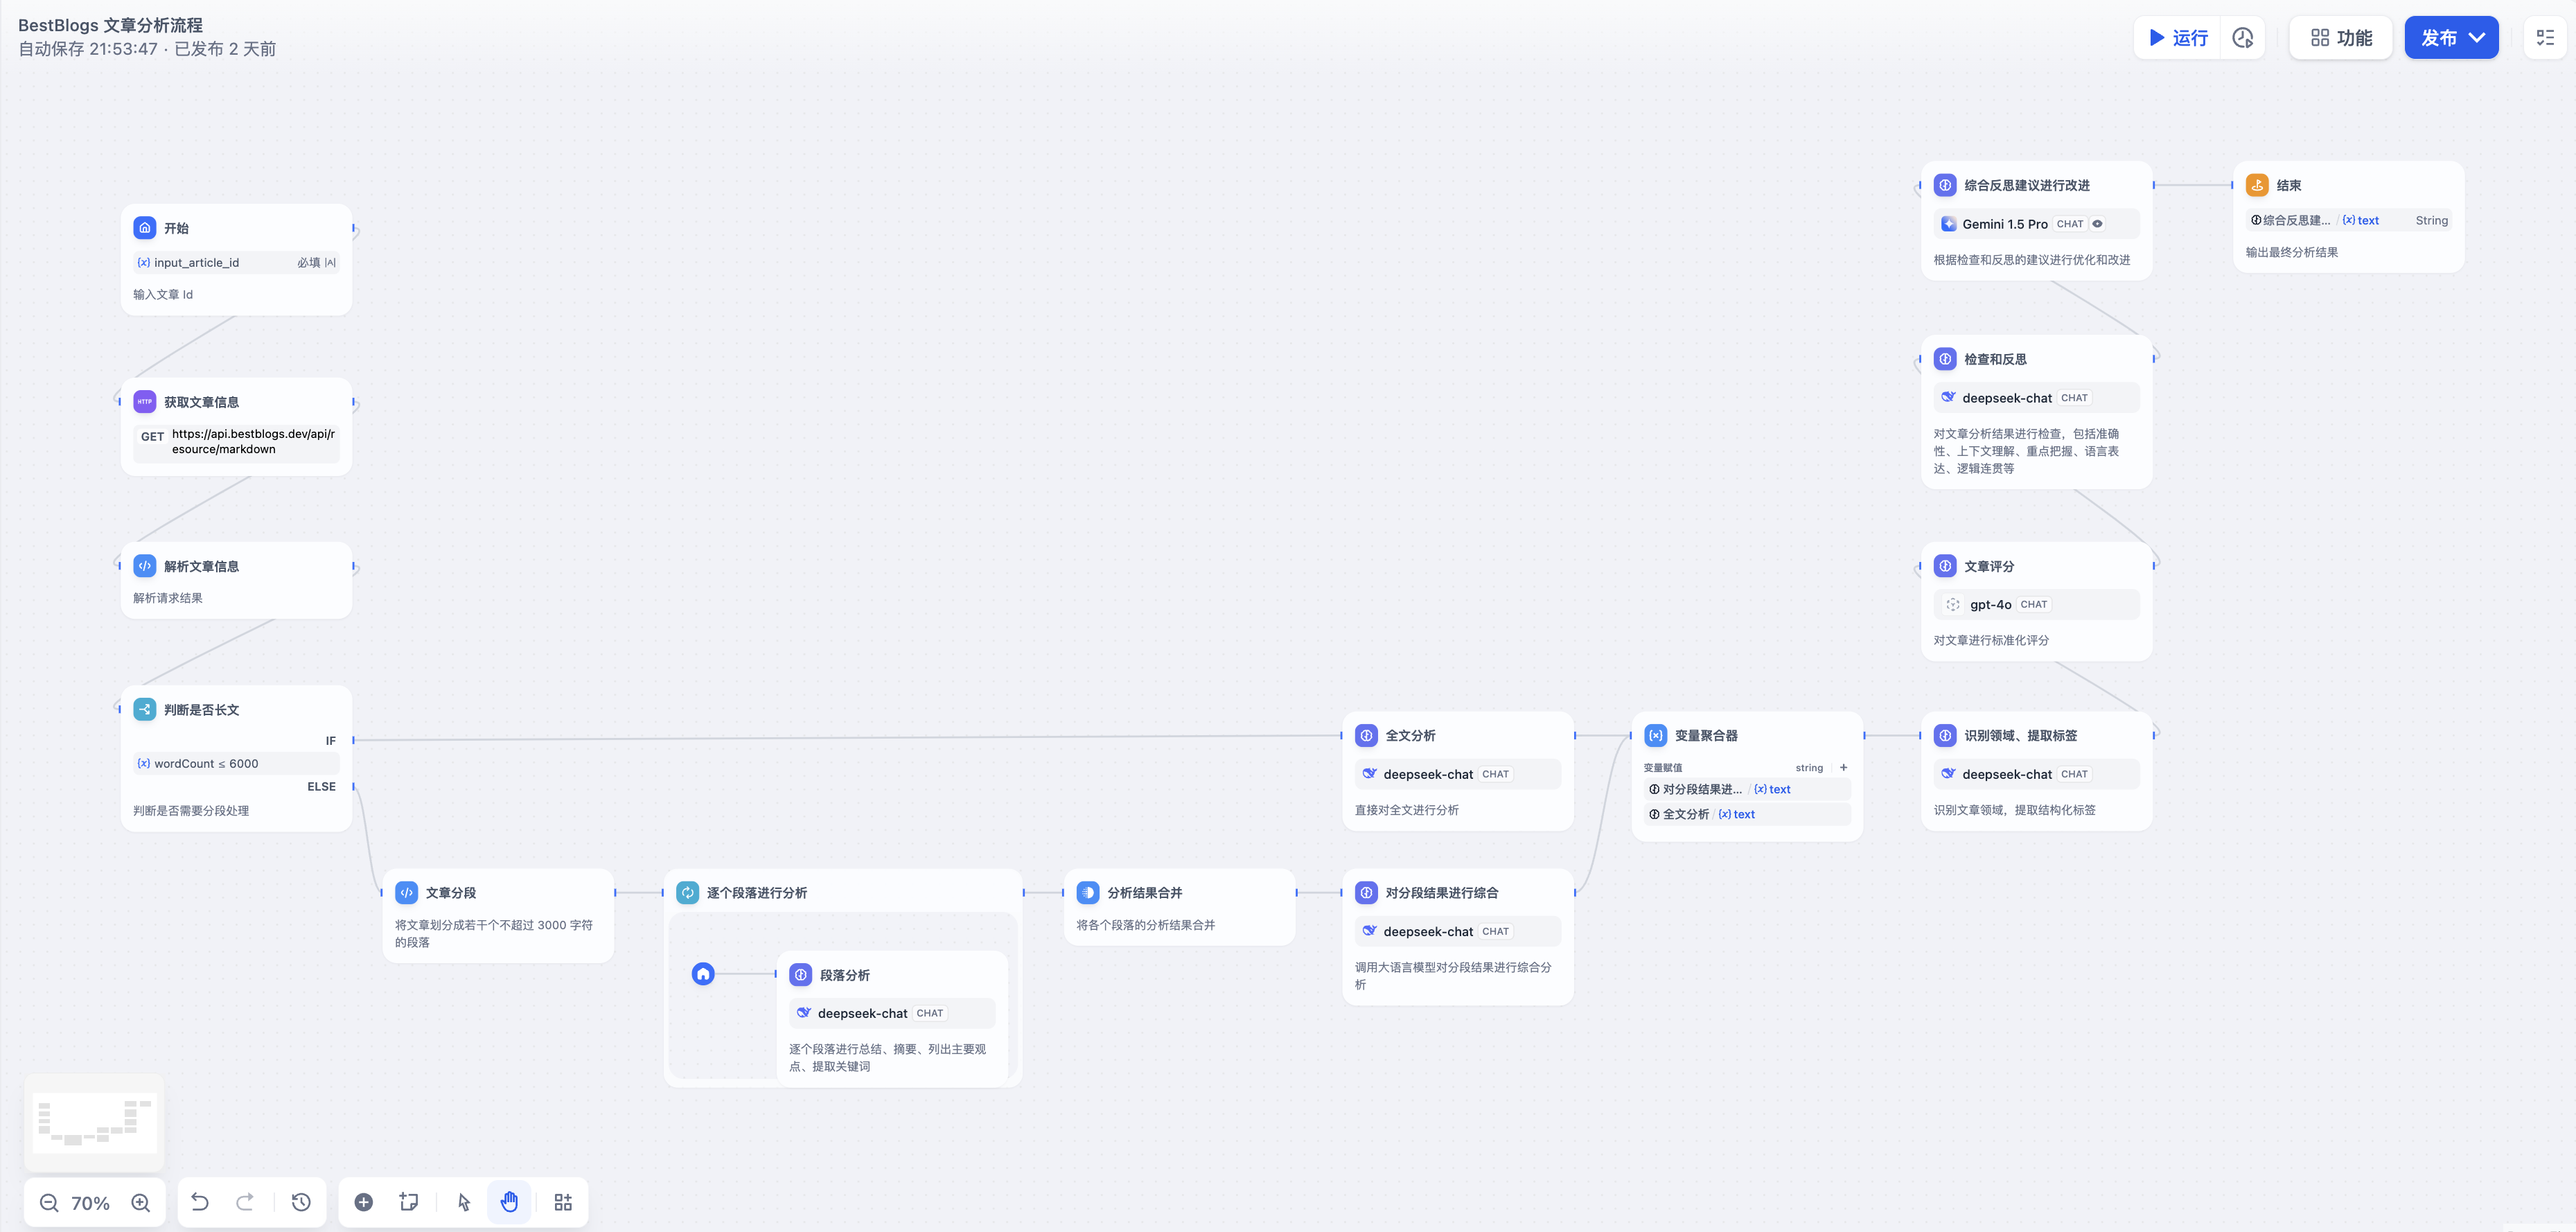 BestBlogs 文章分析流程
自动保存 21:53:47 · 已发布 2 天前
运行
功能
发布
开始
{x} input_article_id 必填
输入文章 Id
HTTP 获取文章信息
GET https://api.bestblogs.dev/api/r
esource/markdown
解析文章信息
解析请求结果
判断是否长文
IF
{x} wordCount ≤ 6000
ELSE
判断是否需要分段处理
文章分段
将文章划分成若干个不超过 3000 字符
的段落
逐个段落进行分析
段落分析
deepseek-chat CHAT
逐个段落进行总结、摘要、列出主要观
点、提取关键词
分析结果合并
将各个段落的分析结果合并
全文分析
deepseek-chat CHAT
直接对全文进行分析
对分段结果进行综合
deepseek-chat CHAT
调用大语言模型对分段结果进行综合分
析
变量聚合器
变量赋值 string +
对分段结果进... / {x} text
全文分析 / {x} text
识别领域、提取标签
deepseek-chat CHAT
识别文章领域，提取结构化标签
文章评分
gpt-4o CHAT
对文章进行标准化评分
检查和反思
deepseek-chat CHAT
对文章分析结果进行检查，包括准确
性、上下文理解、重点把握、语言表
达、逻辑连贯等
综合反思建议进行改进
Gemini 1.5 Pro CHAT
根据检查和反思的建议进行优化和改进
结束
综合反思建... / {x} text String
输出最终分析结果
70%